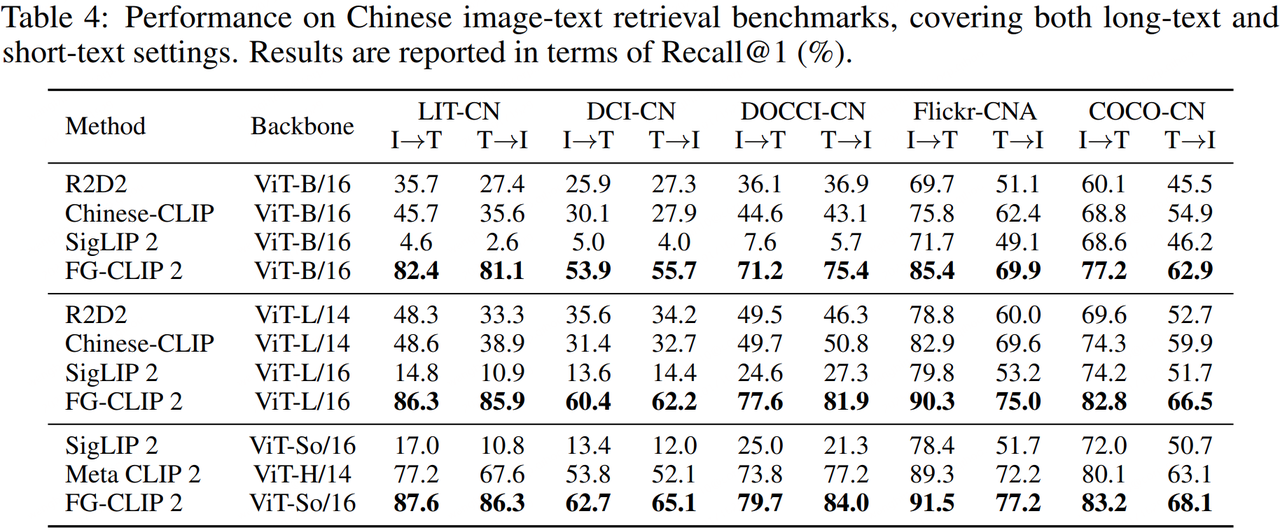 Table 4: Performance on Chinese image-text retrieval benchmarks, covering both long-text and
short-text settings. Results are reported in terms of Recall@1 (%).
Method Backbone LIT-CN DCI-CN DOCCI-CN Flickr-CNA COCO-CN
I→T T→I I→T T→I I→T T→I I→T T→I I→T T→I
R2D2 ViT-B/16 35.7 27.4 25.9 27.3 36.1 36.9 69.7 51.1 60.1 45.5
Chinese-CLIP ViT-B/16 45.7 35.6 30.1 27.9 44.6 43.1 75.8 62.4 68.8 54.9
SigLIP 2 ViT-B/16 4.6 2.6 5.0 4.0 7.6 5.7 71.7 49.1 68.6 46.2
FG-CLIP 2 ViT-B/16 82.4 81.1 53.9 55.7 71.2 75.4 85.4 69.9 77.2 62.9
R2D2 ViT-L/14 48.3 33.3 35.6 34.2 49.5 46.3 78.8 60.0 69.6 52.7
Chinese-CLIP ViT-L/14 48.6 38.9 31.4 32.7 49.7 50.8 82.9 69.6 74.3 59.9
SigLIP 2 ViT-L/16 14.8 10.9 13.6 14.4 24.6 27.3 79.8 53.2 74.2 51.7
FG-CLIP 2 ViT-L/16 86.3 85.9 60.4 62.2 77.6 81.9 90.3 75.0 82.8 66.5
SigLIP 2 ViT-So/16 17.0 10.8 13.4 12.0 25.0 21.3 78.4 51.7 72.0 50.7
Meta CLIP 2 ViT-H/14 77.2 67.6 53.8 52.1 73.8 77.2 89.3 72.2 80.1 63.1
FG-CLIP 2 ViT-So/16 87.6 86.3 62.7 65.1 79.7 84.0 91.5 77.2 83.2 68.1